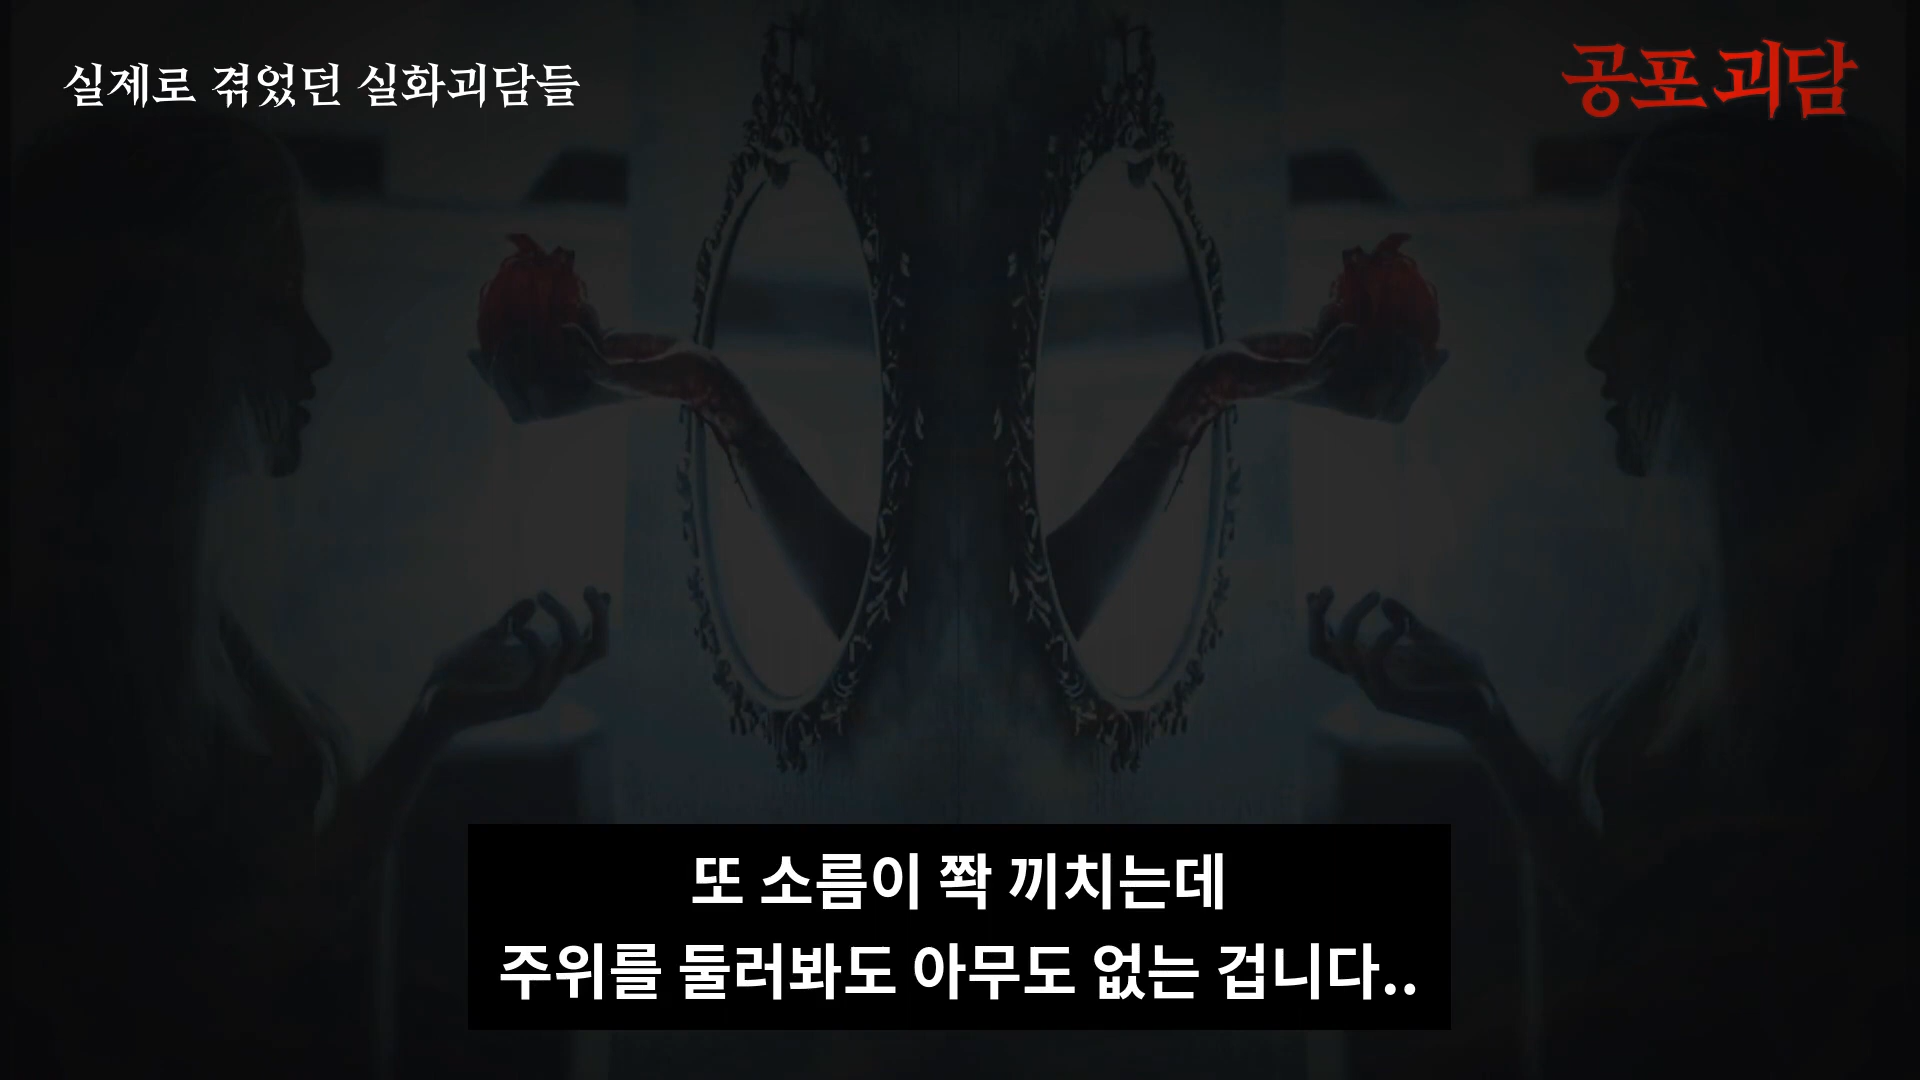 실제로 겪었던 실화괴담들
공포괴담
또 소름이 쫙 끼치는데
주위를 둘러봐도 아무도 없는 겁니다..